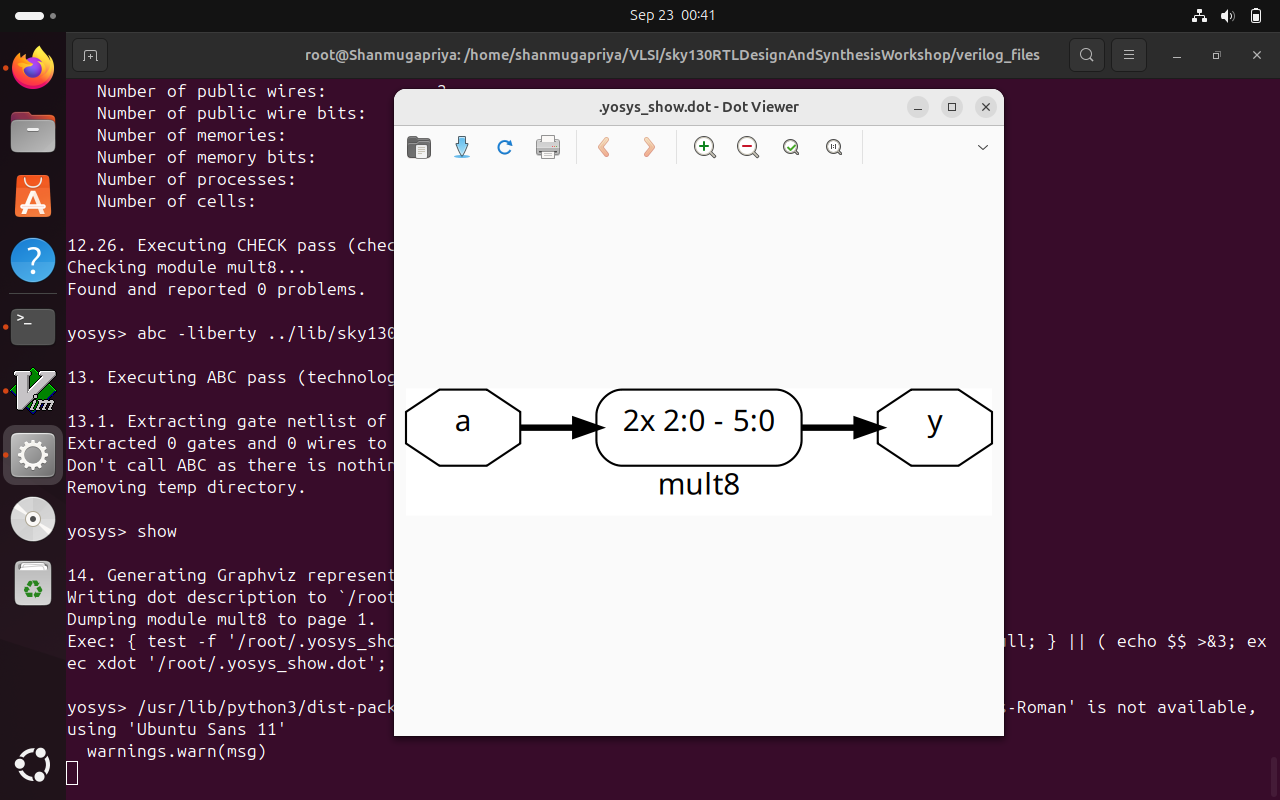 Sep 23 00:41
root@Shanmugapriya: /home/shanmugapriya/VLSI/sky130RTLDesignAndSynthesisWorkshop/verilog_files
Number of public wires:
Number of public wire bits:
Number of memories:
Number of memory bits:
Number of processes:
Number of cells:
12.26. Executing CHECK pass (chec
Checking module mult8...
Found and reported 0 problems.
yosys> abc -liberty ../lib/sky130
13. Executing ABC pass (technolog
13.1. Extracting gate netlist of
Extracted 0 gates and 0 wires to
Don't call ABC as there is nothin
Removing temp directory.
yosys> show
14. Generating Graphviz represent
Writing dot description to `/root
Dumping module mult8 to page 1.
Exec: { test -f '/root/.yosys_sho ll; } || ( echo $$ >&3; ex
ec xdot '/root/.yosys_show.dot';
yosys> /usr/lib/python3/dist-pack s-Roman' is not available,
using 'Ubuntu Sans 11'
warnings.warn(msg)
.yosys_show.dot - Dot Viewer
a
2x 2:0 - 5:0
y
mult8